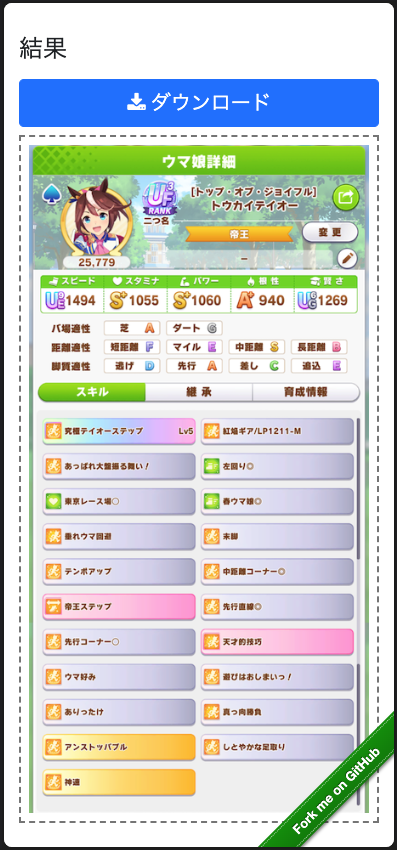 結果
ダウンロード
ウマ娘詳細
UF3
RANK
二つ名
[トップ・オブ・ジョイフル]
トウカイテイオー
帝王
変更
25,779
−
スピード スタミナ パワー 根性 賢さ
UE 1494 S+ 1055 S+ 1060 A+ 940 UG 1269
バ場適性 芝 A ダート G
距離適性 短距離 F マイル E 中距離 S 長距離 B
脚質適性 逃げ D 先行 A 差し C 追込 E
スキル 継承 育成情報
究極テイオーステップ Lv5 紅焔ギア/LP1211-M
あっぱれ大盤振る舞い! 左回り◎
東京レース場○ 春ウマ娘◎
垂れウマ回避 末脚
テンポアップ 中距離コーナー◎
帝王ステップ 先行直線◎
先行コーナー○ 天才的技巧
ウマ好み 遊びはおしまいっ!
ありったけ 真っ向勝負
アンストッパブル しとやかな足取り
神速
Fork me on GitHub